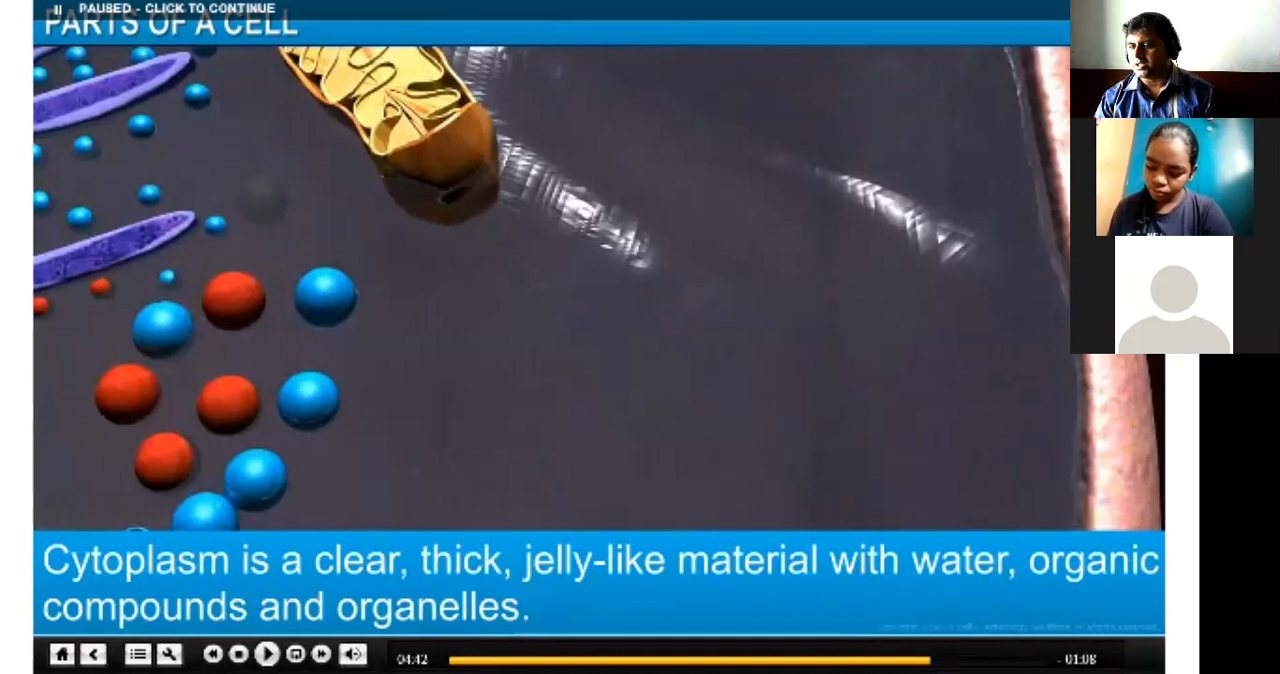 PAUSED - CLICK TO CONTINUE
PARTS OF A CELL
Cytoplasm is a clear, thick, jelly-like material with water, organic
compounds and organelles.
04:42
- 01:08